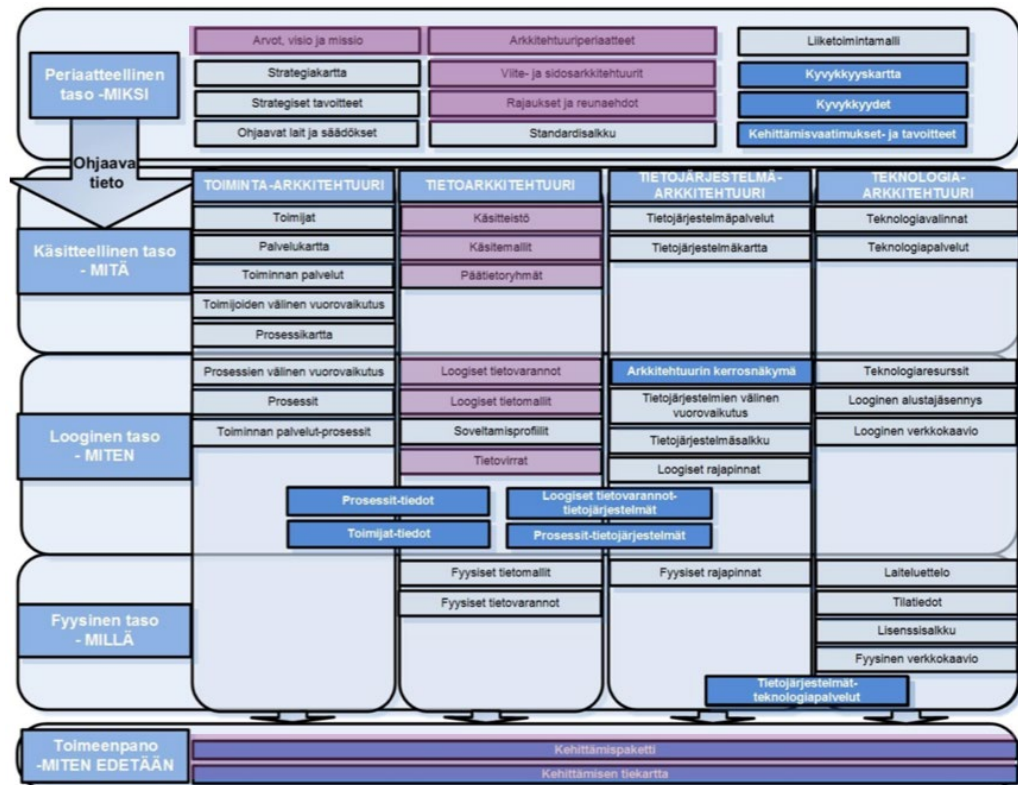 Arvot, visio ja missio
Arkkitehtuuriperiaatteet
Liiketoimintamalli
Periaatteellinen
taso -MIKSI
Strategiakartta
Viite- ja sidosarkkitehtuurit
Kyvykkyyskartta
Strategiset tavoitteet
Rajaukset ja reunaehdot
Kyvykkyydet
Ohjaavat lait ja säädökset
Standardisalkku
Kehittämisvaatimukset- ja tavoitteet
Ohjaava
tieto
TOIMINTA-ARKKITEHTUURI
TIETOARKKITEHTUURI
TIETOJÄRJESTELMÄ-
ARKKITEHTUURI
TEKNOLOGIA-
ARKKITEHTUURI
Käsitteellinen taso
- MITÄ
Toimijat
Palvelukartta
Toiminnan palvelut
Toimijoiden välinen vuorovaikutus
Prosessikartta
Käsitteistö
Käsitemallit
Päätietoryhmät
Tietojärjestelmäpalvelut
Tietojärjestelmäkartta
Teknologiavalinnat
Teknologiapalvelut
Looginen taso
- MITEN
Prosessien välinen vuorovaikutus
Prosessit
Toiminnan palvelut-prosessit
Loogiset tietovarannot
Loogiset tietomallit
Soveltamisprofiilit
Tietovirrat
Arkkitehtuurin kerrosnäkymä
Tietojärjestelmien välinen
vuorovaikutus
Tietojärjestelmäsalkku
Loogiset rajapinnat
Teknologiaresurssit
Looginen alustajäsennys
Looginen verkkokaavio
Prosessit-tiedot
Toimijat-tiedot
Loogiset tietovarannot-
tietojärjestelmät
Prosessit-tietojärjestelmät
Fyysinen taso
- MILLÄ
Fyysiset tietomallit
Fyysiset tietovarannot
Fyysiset rajapinnat
Laiteluettelo
Tilatiedot
Lisenssisalkku
Fyysinen verkkokaavio
Tietojärjestelmät-
teknologiapalvelut
Toimeenpano
-MITEN EDETÄÄN
Kehittämispaketti
Kehittämisen tiekartta